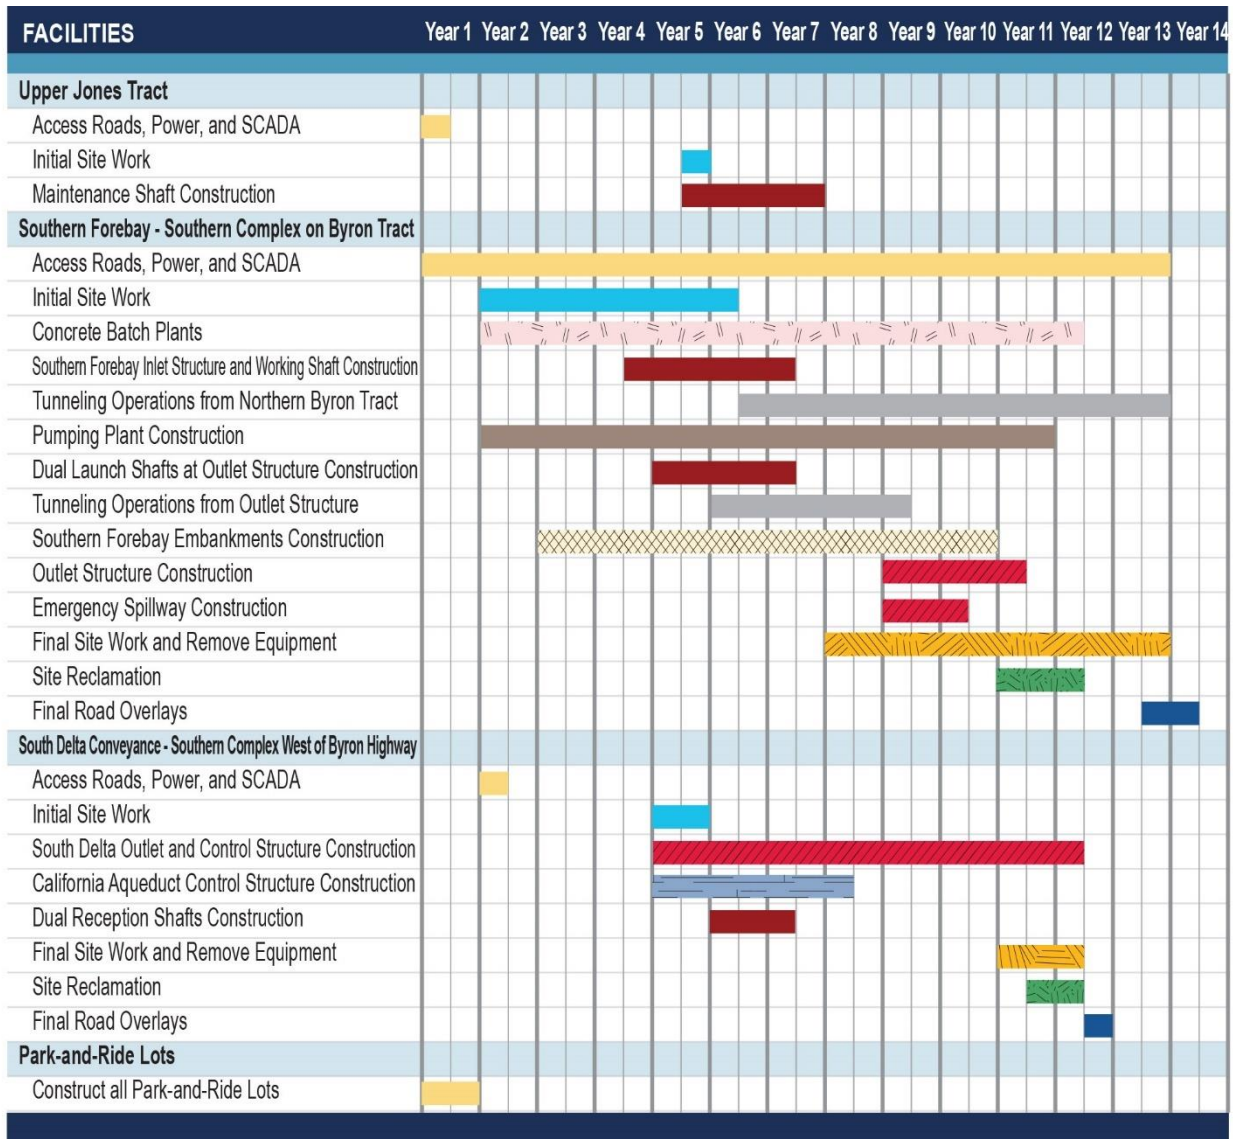 FACILITIES Year 1 Year 2 Year 3 Year 4 Year 5 Year 6 Year 7 Year 8 Year 9 Year 10 Year 11 Year 12 Year 13 Year 14
Upper Jones Tract
Access Roads, Power, and SCADA
Initial Site Work
Maintenance Shaft Construction
Southern Forebay - Southern Complex on Byron Tract
Access Roads, Power, and SCADA
Initial Site Work
Concrete Batch Plants
Southern Forebay Inlet Structure and Working Shaft Construction
Tunneling Operations from Northern Byron Tract
Pumping Plant Construction
Dual Launch Shafts at Outlet Structure Construction
Tunneling Operations from Outlet Structure
Southern Forebay Embankments Construction
Outlet Structure Construction
Emergency Spillway Construction
Final Site Work and Remove Equipment
Site Reclamation
Final Road Overlays
South Delta Conveyance - Southern Complex West of Byron Highway
Access Roads, Power, and SCADA
Initial Site Work
South Delta Outlet and Control Structure Construction
California Aqueduct Control Structure Construction
Dual Reception Shafts Construction
Final Site Work and Remove Equipment
Site Reclamation
Final Road Overlays
Park-and-Ride Lots
Construct all Park-and-Ride Lots